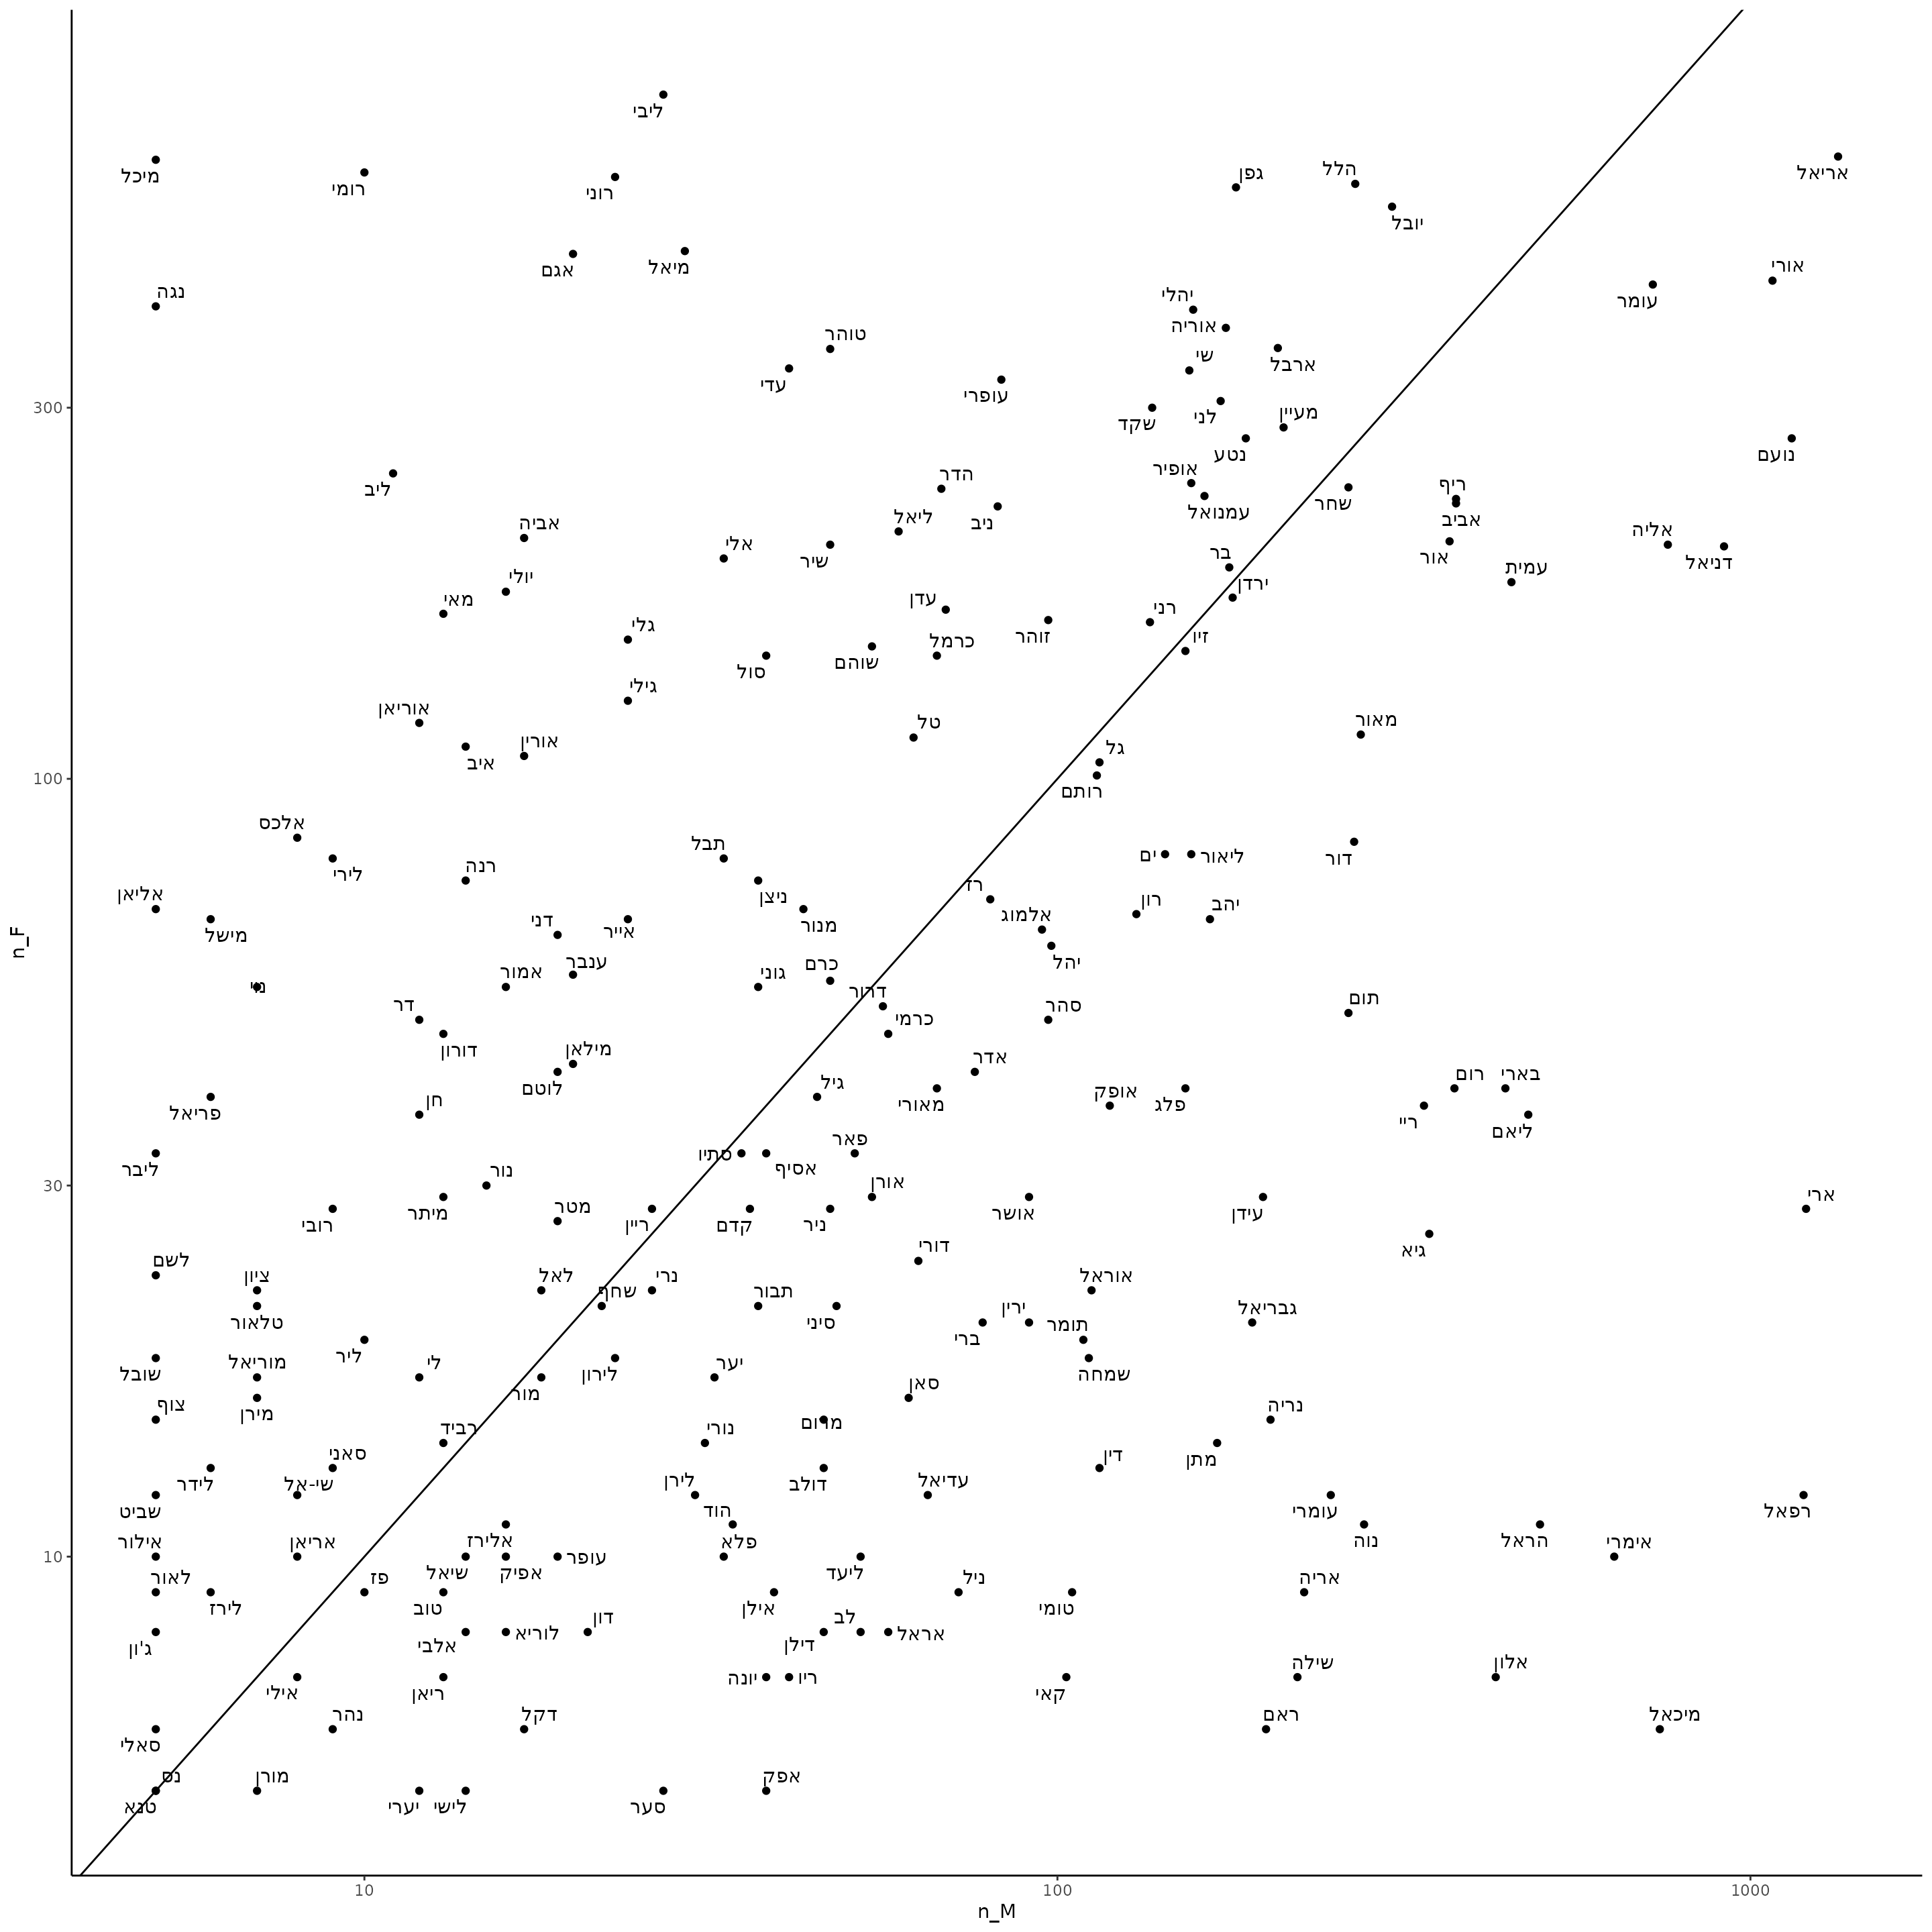 ליבי
מיכל
רומי
רוני
גפן
הלל
אריאל
יובל
אגם
מיאל
נגה
אורי
עומר
יהלי
אוריה
טוהר
שי
ארבל
עדי
עופרי
שקד
לני
מעיין
נטע
נועם
300
ליב
הדר
אופיר
שחר
ריף
עמנואל
אביב
ניב
אביה
ליאל
אליה
אלי
שיר
אור
דניאל
בר
עמית
יולי
ירדן
מאי
עדן
רני
גלי
זוהר
זיו
כרמל
סול
שוהם
גילי
אוריאן
טל
מאור
איב
אורין
גל
100
רותם
אלכס
תבל
לירי
רנה
ים
ליאור
דור
אליאן
ניצן
רז
רון
יהב
מישל
דני
אייר
מנור
אלמוג
יהל
n_F
ענבר
כרם
מי
אמור
גוני
דר
דרור
סהר
תום
דורון
כרמי
מילאן
לוטם
אדר
רום
בארי
פריאל
חן
גיל
מאורי
אופק
פלג
ריי
ליאם
ליבר
סתיו
אסיף
פאר
30
נור
אורן
ארי
רובי
מיתר
מטר
ריין
קדם
ניר
אושר
עידן
גיא
לשם
דורי
ציון
לאל
שחף
נרי
תבור
אוראל
טלאור
סיני
ירין
תומר
גבריאל
ברי
ליר
שובל
מוריאל
לי
לירון
יער
שמחה
מור
סאן
צוף
מירן
מרום
נריה
רביד
נורי
מתן
סאני
דין
לידר
שי-אל
דולב
לירן
עדיאל
שביט
עומרי
רפאל
הוד
אילור
אריאן
אלירז
פלא
נוה
הראל
אימרי
10
שיאל
אפיק
עופר
ליעד
לאור
לירז
פז
טוב
אילן
ניל
טומי
אריה
ג'ון
אלבי
לוריא
דון
דילן
לב
אראל
אילי
ריאן
יונה
ריו
קאי
שילה
אלון
סאלי
נהר
דקל
ראם
מיכאל
נס
טנא
מורן
יערי
לישי
סער
אפק
10
100
1000
n_M